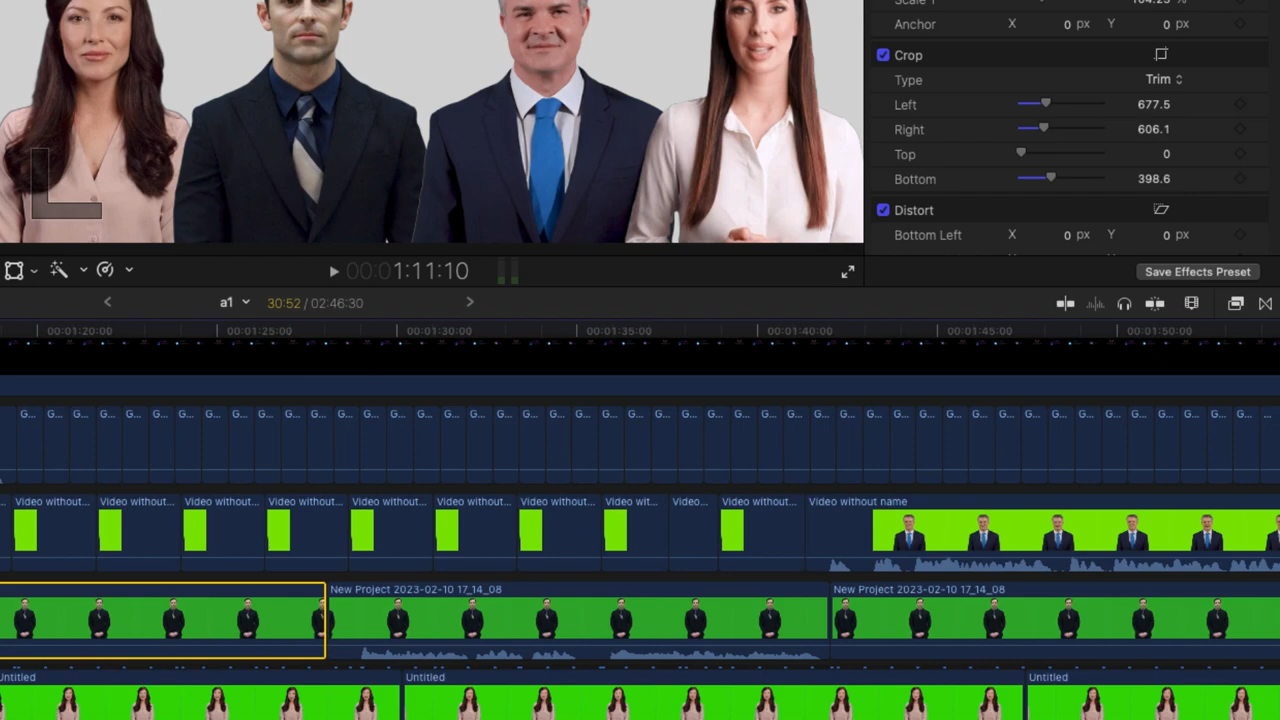 Scale Y 104.23 %
Anchor X 0 px Y 0 px
Crop
Type Trim
Left 677.5
Right 606.1
Top 0
Bottom 398.6
Distort
Bottom Left X 0 px Y 0 px
00:01:11:10
Save Effects Preset
a1 30:52 / 02:46:30
00:01:20:00 00:01:25:00 00:01:30:00 00:01:35:00 00:01:40:00 00:01:45:00 00:01:50:00
G... G... G... G... G... G... G... G... G... G... G... G... G... G... G... G... G... G... G... G... G... G... G... G... G... G... G... G... G... G... G... G... G... G... G... G... G... G... G... G... G... G... G... G... G... G... G... ...
Video without... Video without... Video without... Video without... Video without... Video without... Video without... Video wit... Video... Video without... Video without name
New Project 2023-02-10 17_14_08 New Project 2023-02-10 17_14_08
Untitled Untitled Untitled